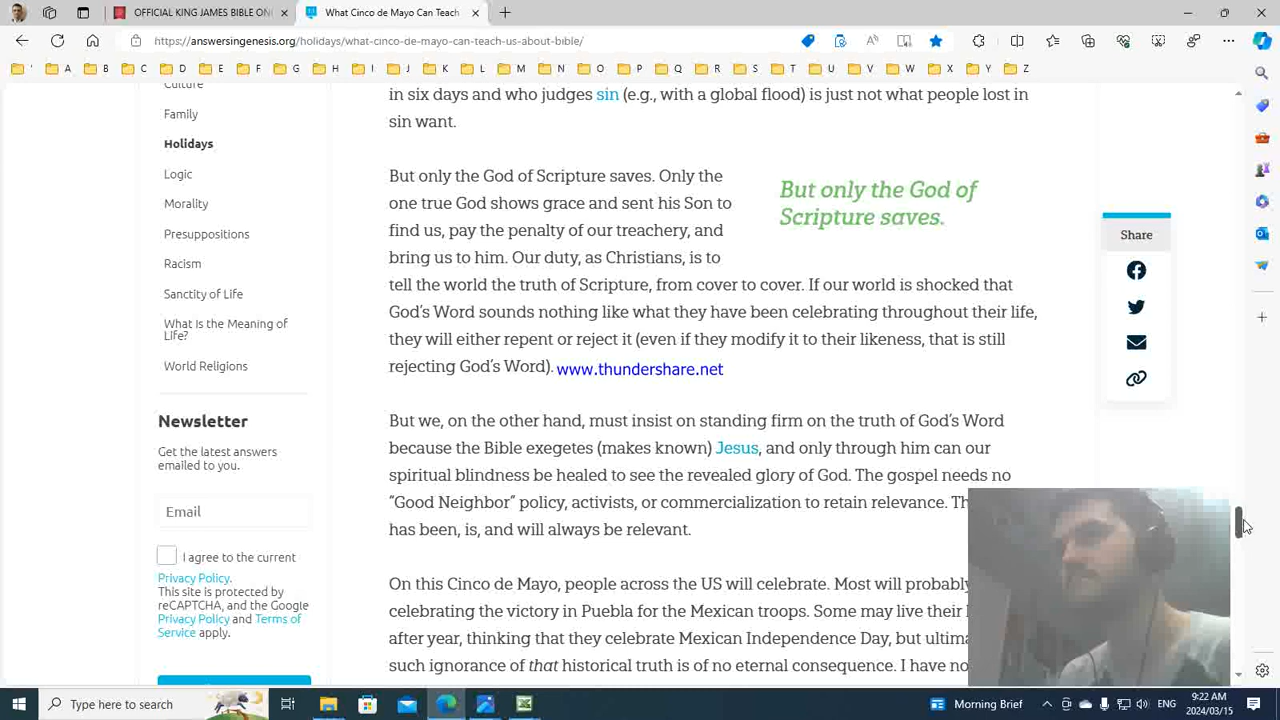 OFFICIAL KING JAMES BIBLE ON
What Cinco de Mayo Can Teach
https://answersingenesis.org/holidays/what-cinco-de-mayo-can-teach-us-about-bible/
A B C D E F G H I J K L M N O P Q R S T U V W X Y Z
Culture
Family
Holidays
Logic
Morality
Presuppositions
Racism
Sanctity of Life
What Is the Meaning of
Life?
World Religions
Newsletter
Get the latest answers
emailed to you.
Email
I agree to the current
Privacy Policy.
This site is protected by
reCAPTCHA, and the Google
Privacy Policy and Terms of
Service apply.
in six days and who judges sin (e.g., with a global flood) is just not what people lost in
sin want.
But only the God of Scripture saves. Only the
one true God shows grace and sent his Son to
find us, pay the penalty of our treachery, and
bring us to him. Our duty, as Christians, is to
tell the world the truth of Scripture, from cover to cover. If our world is shocked that
God’s Word sounds nothing like what they have been celebrating throughout their life,
they will either repent or reject it (even if they modify it to their likeness, that is still
rejecting God’s Word).
www.thundershare.net
But only the God of
Scripture saves.
But we, on the other hand, must insist on standing firm on the truth of God’s Word
because the Bible exegetes (makes known) Jesus, and only through him can our
spiritual blindness be healed to see the revealed glory of God. The gospel needs no
“Good Neighbor” policy, activists, or commercialization to retain relevance.
has been, is, and will always be relevant.
On this Cinco de Mayo, people across the US will celebrate. Most will probably
celebrating the victory in Puebla for the Mexican troops. Some may live their
after year, thinking that they celebrate Mexican Independence Day, but
such ignorance of that historical truth is of no eternal consequence. I have
Share
Type here to search
Morning Brief
ENG
9:22 AM
2024/03/15